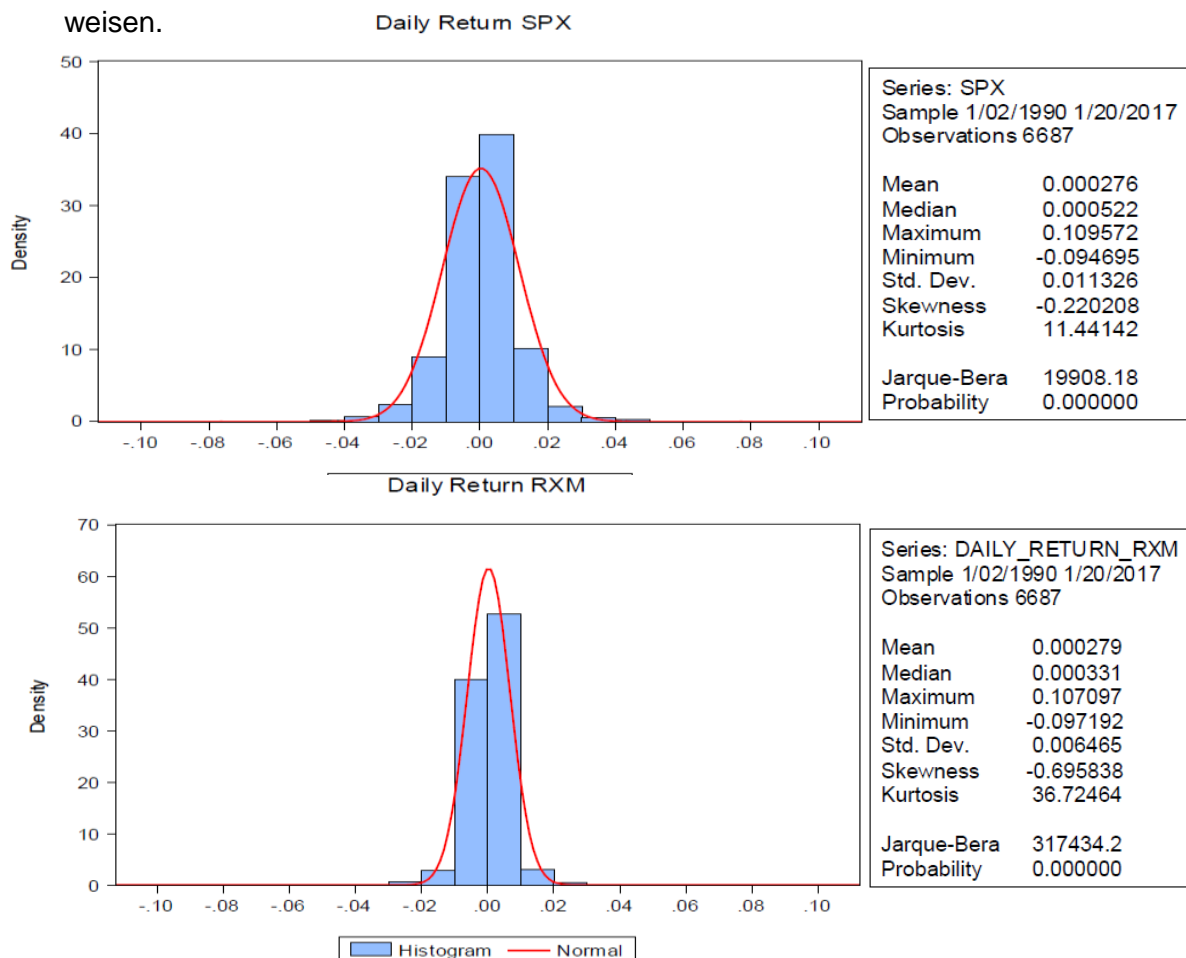 weisen.
Daily Return SPX
50
40
30
20
10
0
Density
-.10 -.08 -.06 -.04 -.02 .00 .02 .04 .06 .08 .10
Series: SPX
Sample 1/02/1990 1/20/2017
Observations 6687
Mean 0.000276
Median 0.000522
Maximum 0.109572
Minimum -0.094695
Std. Dev. 0.011326
Skewness -0.220208
Kurtosis 11.44142
Jarque-Bera 19908.18
Probability 0.000000
Daily Return RXM
70
60
50
40
30
20
10
0
Density
-.10 -.08 -.06 -.04 -.02 .00 .02 .04 .06 .08 .10
Series: DAILY_RETURN_RXM
Sample 1/02/1990 1/20/2017
Observations 6687
Mean 0.000279
Median 0.000331
Maximum 0.107097
Minimum -0.097192
Std. Dev. 0.006465
Skewness -0.695838
Kurtosis 36.72464
Jarque-Bera 317434.2
Probability 0.000000
Histogram Normal